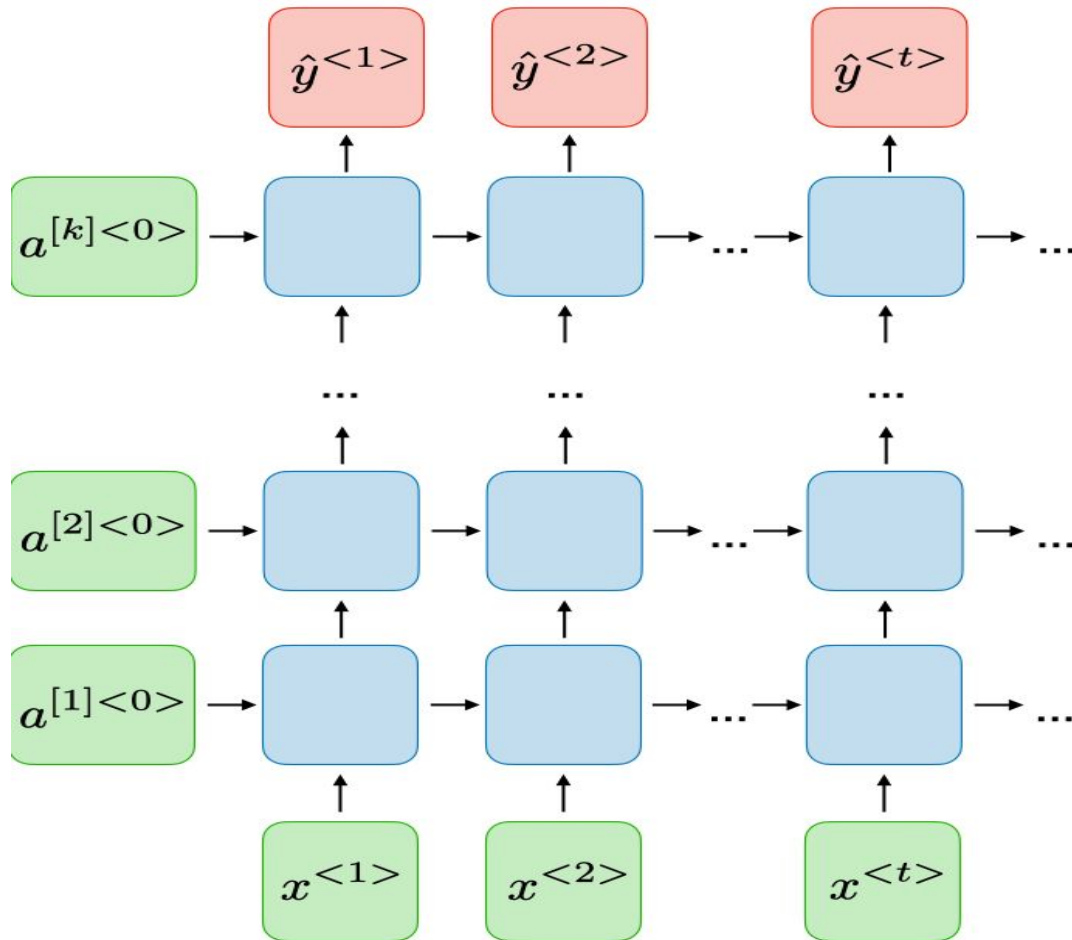 ŷ<1> ŷ<2> ŷ<t>
a[k]<0> ... ...
... ... ...
a[2]<0> ... ...
a[1]<0> ... ...
x<1> x<2> x<t>